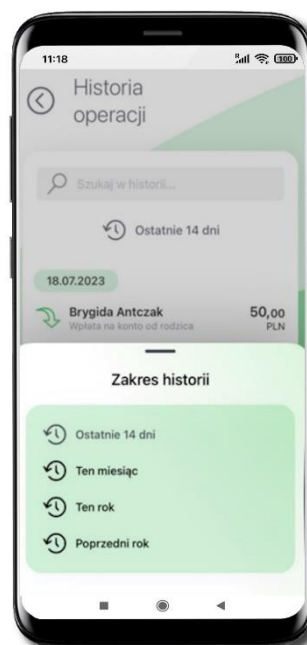 11:18
100
Historia
operacji
Szukaj w historii...
Ostatnie 14 dni
18.07.2023
Brygida Antczak 50,00
Wpłata na konto od rodzica PLN
Zakres historii
Ostatnie 14 dni
Ten miesiąc
Ten rok
Poprzedni rok